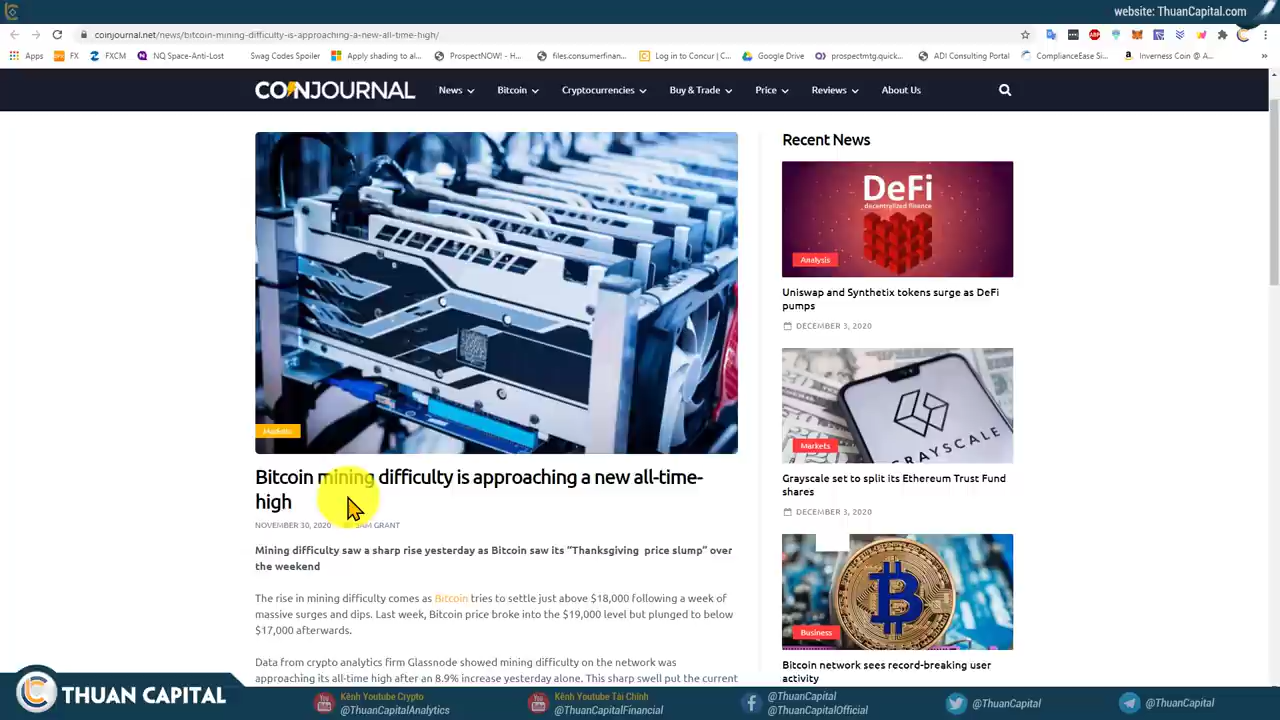 website: ThuanCapital.com
coinjournal.net/news/bitcoin-mining-difficulty-is-approaching-a-new-all-time-high/
Apps FX FXCM NQ Space-Anti-Lost Swag Codes Spoiler Apply shading to al... ProspectNOW! - By... files.consumerfinan... Log in to Concur | C... Google Drive prospectmtg.quick... ADI Consulting Portal ComplianceEase Si... Inverness Coin @ A... »
COINJOURNAL News Bitcoin Cryptocurrencies Buy & Trade Price Reviews About Us
Markets
Bitcoin mining difficulty is approaching a new all-time-
high
NOVEMBER 30, 2020 SAM GRANT
Mining difficulty saw a sharp rise yesterday as Bitcoin saw its “Thanksgiving price slump” over
the weekend
The rise in mining difficulty comes as Bitcoin tries to settle just above $18,000 following a week of
massive surges and dips. Last week, Bitcoin price broke into the $19,000 level but plunged to below
$17,000 afterwards.
Data from crypto analytics firm Glassnode showed mining difficulty on the network was
approaching its all-time high after an 8.9% increase yesterday alone. This sharp swell put the current
Recent News
DeFi
decentralized finance
Analysis
Uniswap and Synthetix tokens surge as DeFi
pumps
DECEMBER 3, 2020
GRAYSCALE
Markets
Grayscale set to split its Ethereum Trust Fund
shares
DECEMBER 3, 2020
Business
Bitcoin network sees record-breaking user
activity
THUAN CAPITAL
Kênh Youtube Crypto
@ThuanCapitalAnalytics
Kênh Youtube Tài Chính
@ThuanCapitalFinancial
@ThuanCapital
@ThuanCapitalOfficial
@ThuanCapital
@ThuanCapital